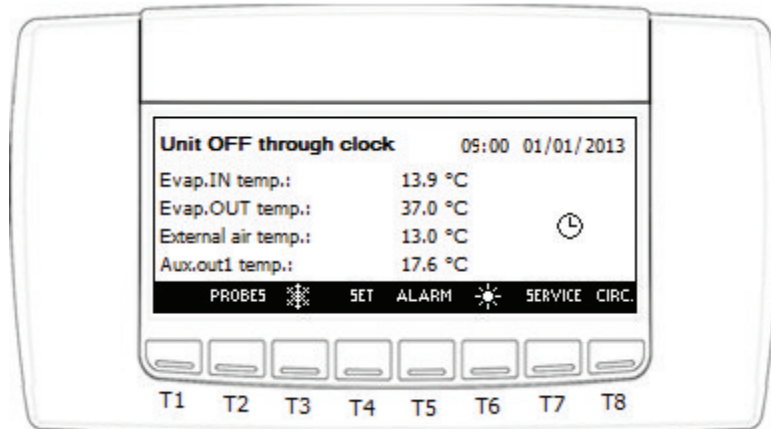 Unit OFF through clock 09:00 01/01/2013
Evap.IN temp.: 13.9 °C
Evap.OUT temp.: 37.0 °C
External air temp.: 13.0 °C
Aux.out1 temp.: 17.6 °C
PROBES SET ALARM SERVICE CIRC.
T1 T2 T3 T4 T5 T6 T7 T8